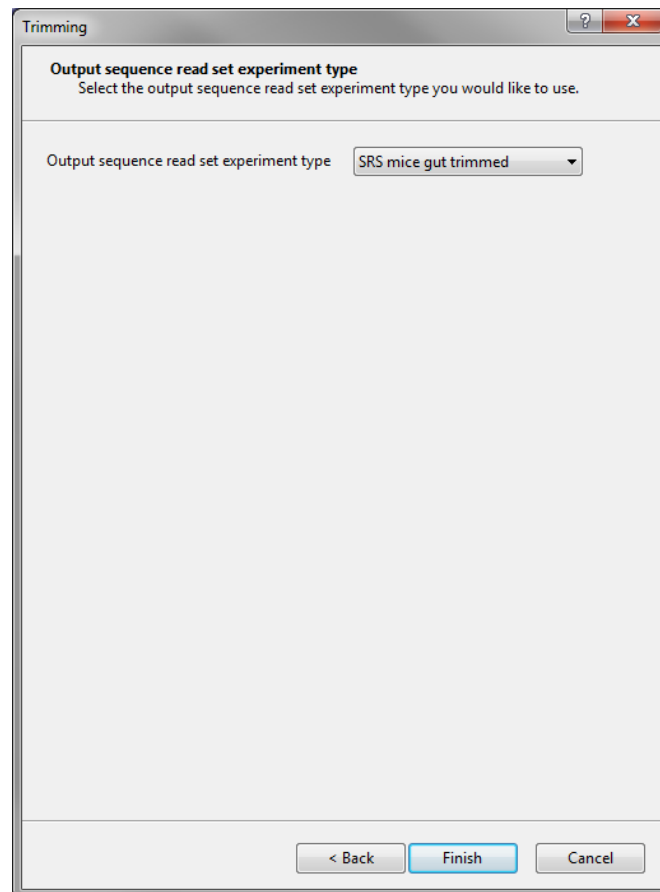 Trimming
?
Output sequence read set experiment type
Select the output sequence read set experiment type you would like to use.
Output sequence read set experiment type SRS mice gut trimmed
< Back Finish Cancel